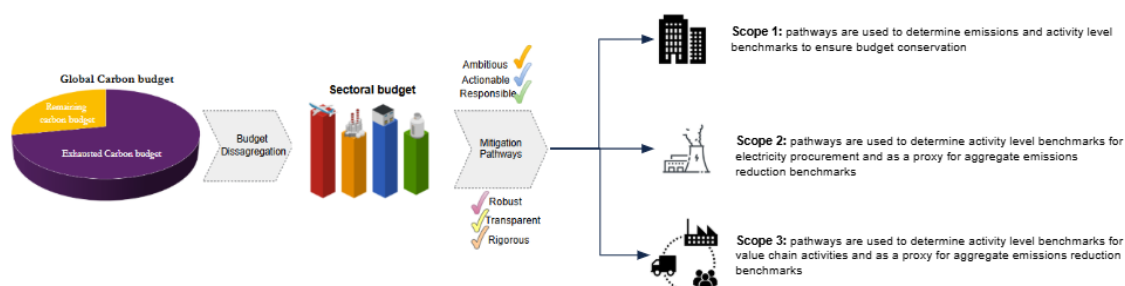 Global Carbon budget
Remaining
carbon budget
Exhausted Carbon budget
Budget
Dissagregation
Sectoral budget
Ambitious
Actionable
Responsible
Mitigation
Pathways
Robust
Transparent
Rigorous
Scope 1: pathways are used to determine emissions and activity level
benchmarks to ensure budget conservation
Scope 2: pathways are used to determine activity level benchmarks for
electricity procurement and as a proxy for aggregate emissions
reduction benchmarks
Scope 3: pathways are used to determine activity level benchmarks for
value chain activities and as a proxy for aggregate emissions reduction
benchmarks